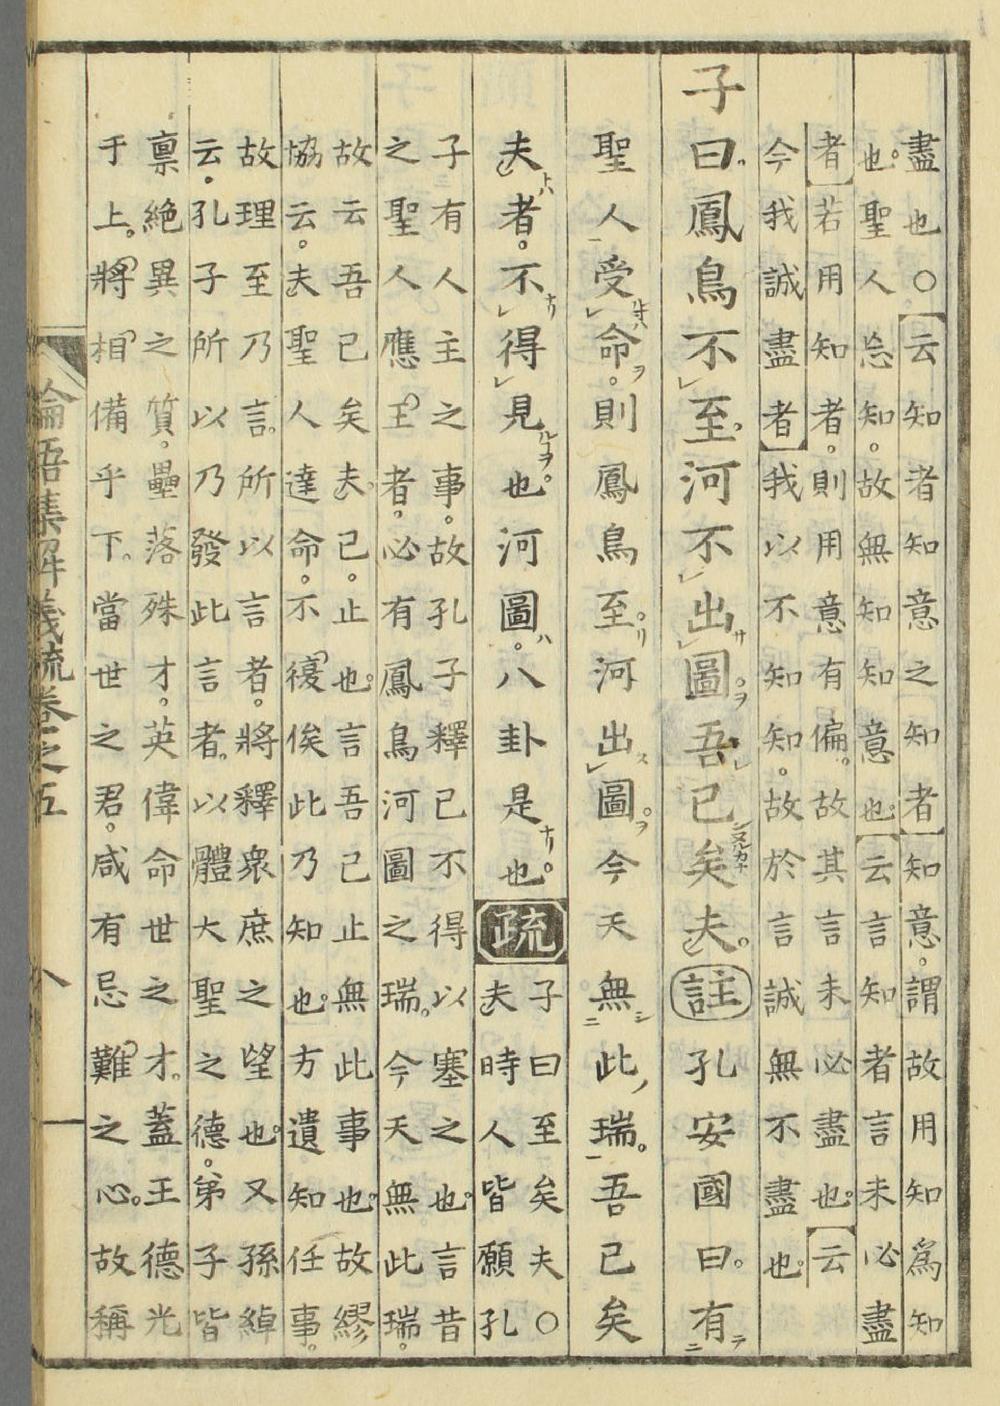 盡也○云知者知意之知者知意。謂故用知爲知
也。聖人忘知。故無知知意也。云言知者言未必盡
者若用知者。則用意有偏。故其言未必盡也。云
今我誠盡者我以不知知。故於言誠無不盡也。
子曰。鳳鳥不至。河不出圖。吾已矣夫。註孔安國曰。有
聖人受命。則鳳鳥至。河出圖。今天無此瑞。吾已矣
夫者。不得見也。河圖。八卦是也。疏
子曰至矣夫○
夫時人皆願孔
子有人主之事。故孔子釋已不得以塞之也。言昔
之聖人應王者。必有鳳鳥河圖之瑞。今天無此瑞。
故云吾已矣夫。已。止也。言吾已止無此事也。故繆
協云。夫聖人達命。不復俟此乃知也。方遺知任事。
故理至乃言。所以言者。將釋衆庶之望也。又孫綽
云。孔子所以乃發此言者。以體大聖之德。弟子皆
禀絶異之質。壘落殊才。英偉命世之才。蓋王德光
于上。將相備乎下。當世之君。咸有忌難之心。故稱
論語集解義疏卷之五
八